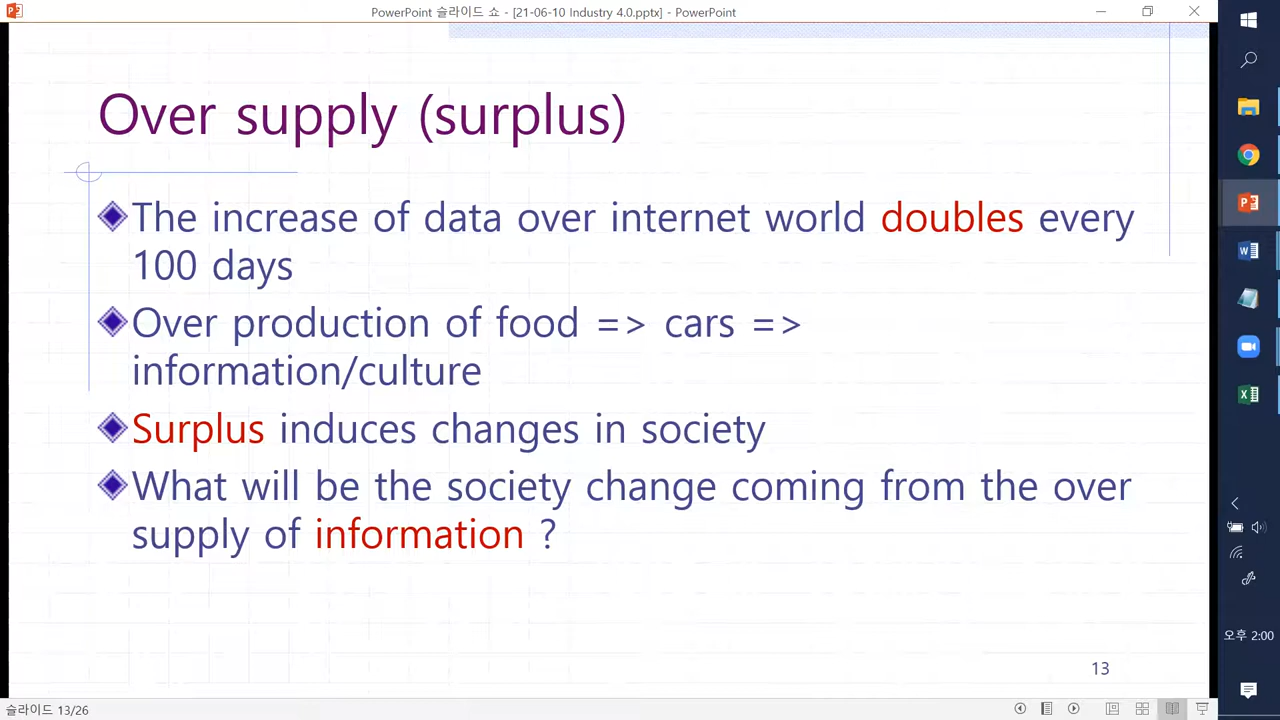 PowerPoint 슬라이드 쇼 - [21-06-10 Industry 4.0.pptx] - PowerPoint
Over supply (surplus)
The increase of data over internet world doubles every
100 days
Over production of food => cars =>
information/culture
Surplus induces changes in society
What will be the society change coming from the over
supply of information ?
13
오후 2:00
슬라이드 13/26